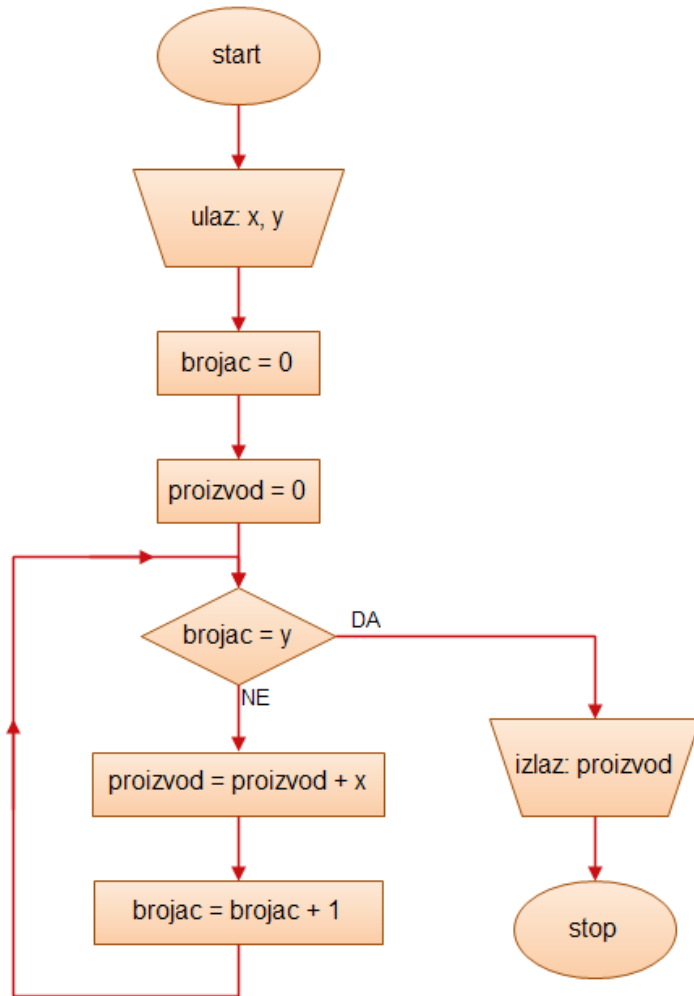 start
ulaz: x, y
brojac = 0
proizvod = 0
brojac = y
DA
NE
proizvod = proizvod + x
izlaz: proizvod
brojac = brojac + 1
stop